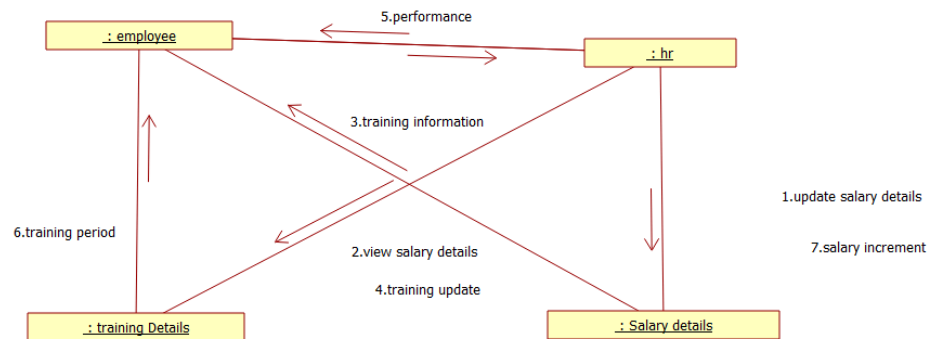 5.performance
: employee
: hr
3.training information
1.update salary details
6.training period
2.view salary details
7.salary increment
4.training update
: training Details
: Salary details